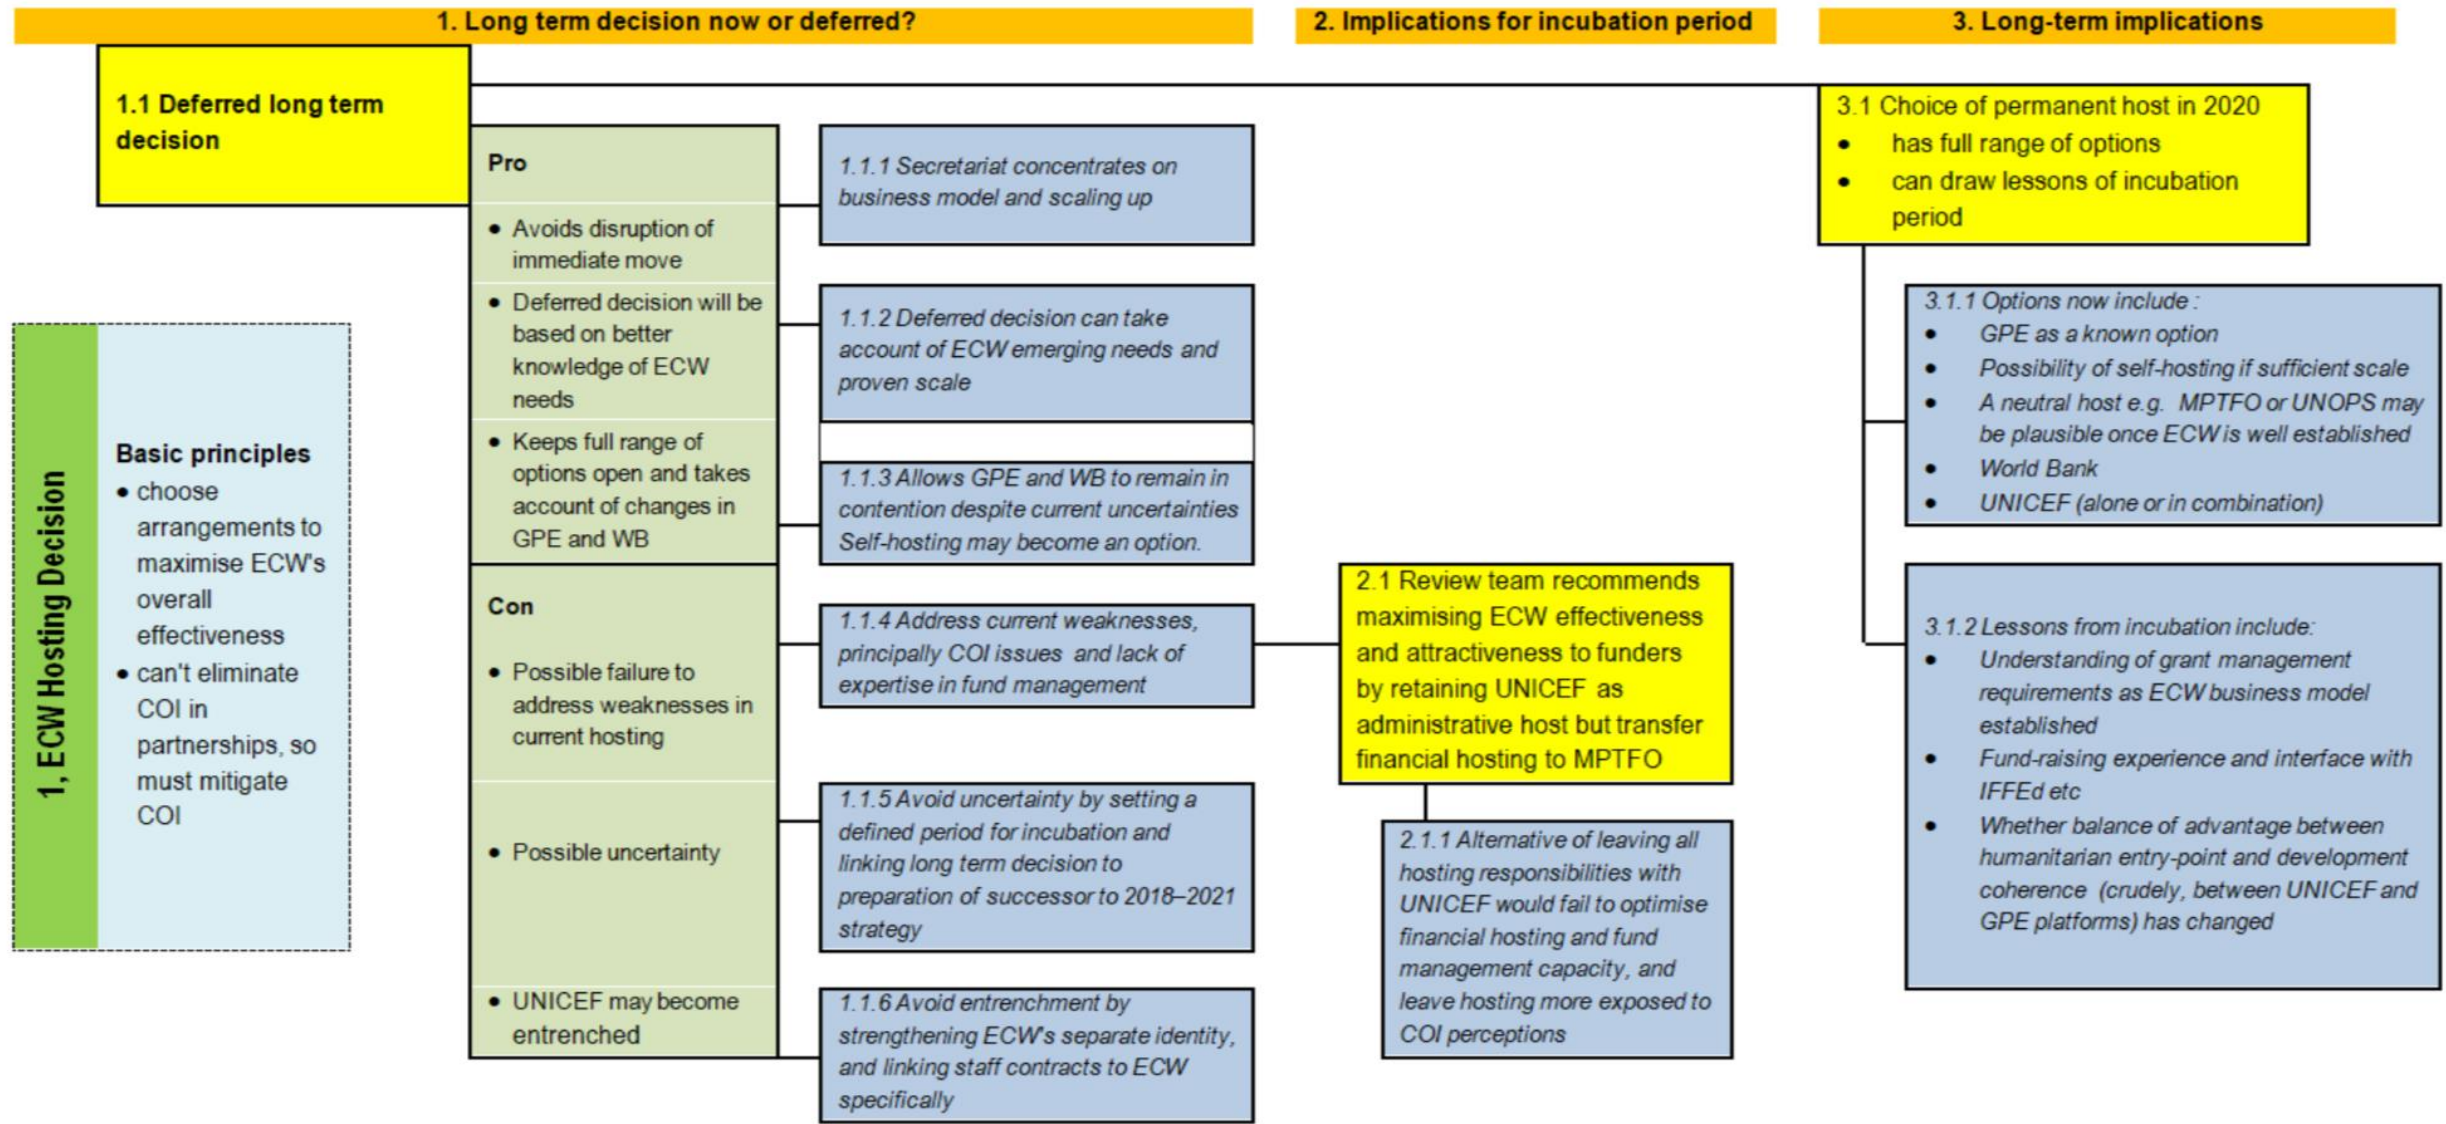 1. Long term decision now or deferred?
2. Implications for incubation period
3. Long-term implications
1, ECW Hosting Decision
Basic principles
• choose
arrangements to
maximise ECW's
overall
effectiveness
• can't eliminate
COI in
partnerships, so
must mitigate
COI
1.1 Deferred long term
decision
Pro
• Avoids disruption of
immediate move
• Deferred decision will be
based on better
knowledge of ECW
needs
• Keeps full range of
options open and takes
account of changes in
GPE and WB
Con
• Possible failure to
address weaknesses in
current hosting
• Possible uncertainty
• UNICEF may become
entrenched
1.1.1 Secretariat concentrates on
business model and scaling up
1.1.2 Deferred decision can take
account of ECW emerging needs and
proven scale
1.1.3 Allows GPE and WB to remain in
contention despite current uncertainties
Self-hosting may become an option.
1.1.4 Address current weaknesses,
principally COI issues and lack of
expertise in fund management
1.1.5 Avoid uncertainty by setting a
defined period for incubation and
linking long term decision to
preparation of successor to 2018–2021
strategy
1.1.6 Avoid entrenchment by
strengthening ECW's separate identity,
and linking staff contracts to ECW
specifically
2.1 Review team recommends
maximising ECW effectiveness
and attractiveness to funders
by retaining UNICEF as
administrative host but transfer
financial hosting to MPTFO
2.1.1 Alternative of leaving all
hosting responsibilities with
UNICEF would fail to optimise
financial hosting and fund
management capacity, and
leave hosting more exposed to
COI perceptions
3.1 Choice of permanent host in 2020
• has full range of options
• can draw lessons of incubation
period
3.1.1 Options now include :
• GPE as a known option
• Possibility of self-hosting if sufficient scale
• A neutral host e.g. MPTFO or UNOPS may
be plausible once ECW is well established
• World Bank
• UNICEF (alone or in combination)
3.1.2 Lessons from incubation include:
• Understanding of grant management
requirements as ECW business model
established
• Fund-raising experience and interface with
IFFEd etc
• Whether balance of advantage between
humanitarian entry-point and development
coherence (crudely, between UNICEF and
GPE platforms) has changed